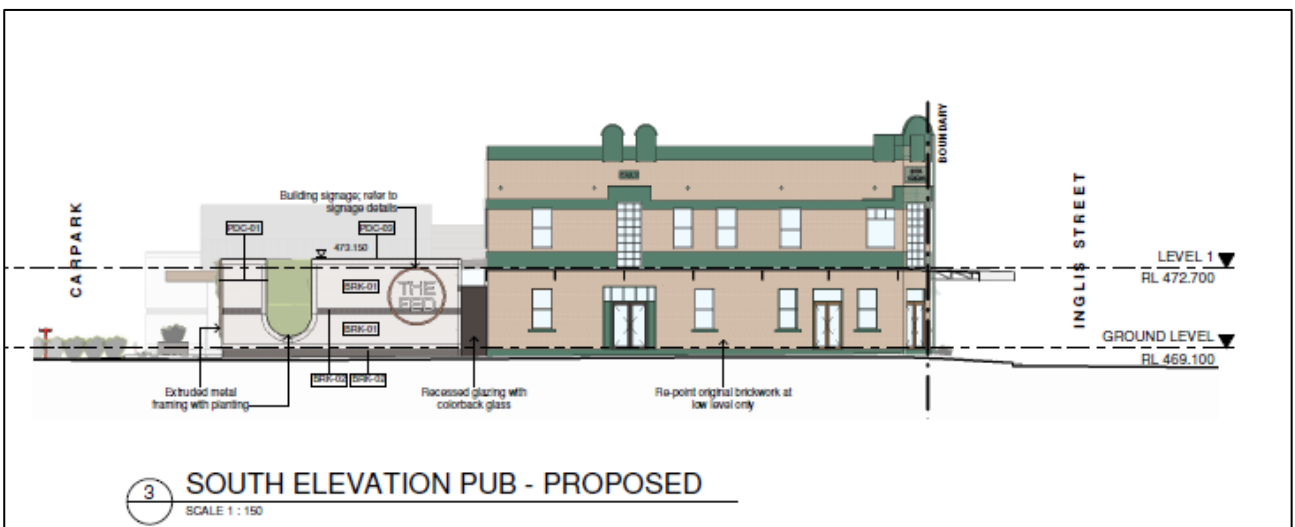 BOUNDARY
Building signage; refer to
signage details
CARPARK
INGLIS STREET
PDC-01
PDC-03
473.150
LEVEL 1
RL 472.700
BRK-01
THE
FED
BRK-01
GROUND LEVEL
RL 469.100
BRK-02
BRK-02
Extruded metal
framing with planting
Recessed glazing with
colorback glass
Re-point original brickwork at
low level only
3
SOUTH ELEVATION PUB - PROPOSED
SCALE 1 : 150